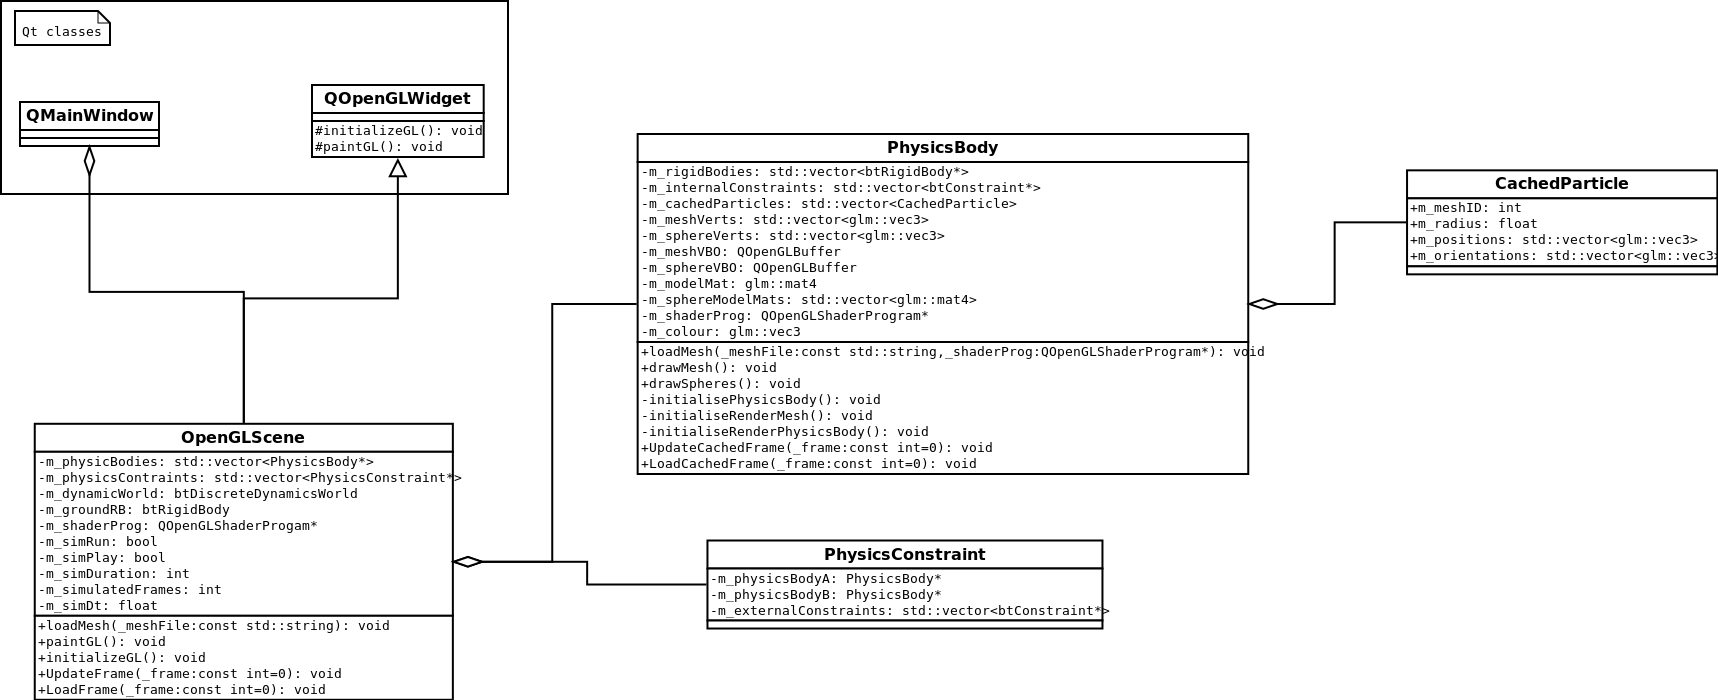 Qt classes
QMainWindow
QOpenGLWidget
#initializeGL(): void
#paintGL(): void
PhysicsBody
-m_rigidBodies: std::vector<btRigidBody*>
-m_internalConstraints: std::vector<btConstraint*>
-m_cachedParticles: std::vector<CachedParticle>
-m_meshVerts: std::vector<glm::vec3>
-m_sphereVerts: std::vector<glm::vec3>
-m_meshVBO: QOpenGLBuffer
-m_sphereVBO: QOpenGLBuffer
-m_modelMat: glm::mat4
-m_sphereModelMats: std::vector<glm::mat4>
-m_shaderProg: QOpenGLShaderProgram*
-m_colour: glm::vec3
+loadMesh(_meshFile:const std::string,_shaderProg:QOpenGLShaderProgram*): void
+drawMesh(): void
+drawSpheres(): void
-initialisePhysicsBody(): void
-initialiseRenderMesh(): void
-initialiseRenderPhysicsBody(): void
+UpdateCachedFrame(_frame:const int=0): void
+LoadCachedFrame(_frame:const int=0): void
CachedParticle
+m_meshID: int
+m_radius: float
+m_positions: std::vector<glm::vec3>
+m_orientations: std::vector<glm::vec3>
OpenGLScene
-m_physicBodies: std::vector<PhysicsBody*>
-m_physicsContraints: std::vector<PhysicsConstraint*>
-m_dynamicWorld: btDiscreteDynamicsWorld
-m_groundRB: btRigidBody
-m_shaderProg: QOpenGLShaderProgam*
-m_simRun: bool
-m_simPlay: bool
-m_simDuration: int
-m_simulatedFrames: int
-m_simDt: float
+loadMesh(_meshFile:const std::string): void
+paintGL(): void
+initializeGL(): void
+UpdateFrame(_frame:const int=0): void
+LoadFrame(_frame:const int=0): void
PhysicsConstraint
-m_physicsBodyA: PhysicsBody*
-m_physicsBodyB: PhysicsBody*
-m_externalConstraints: std::vector<btConstraint*>